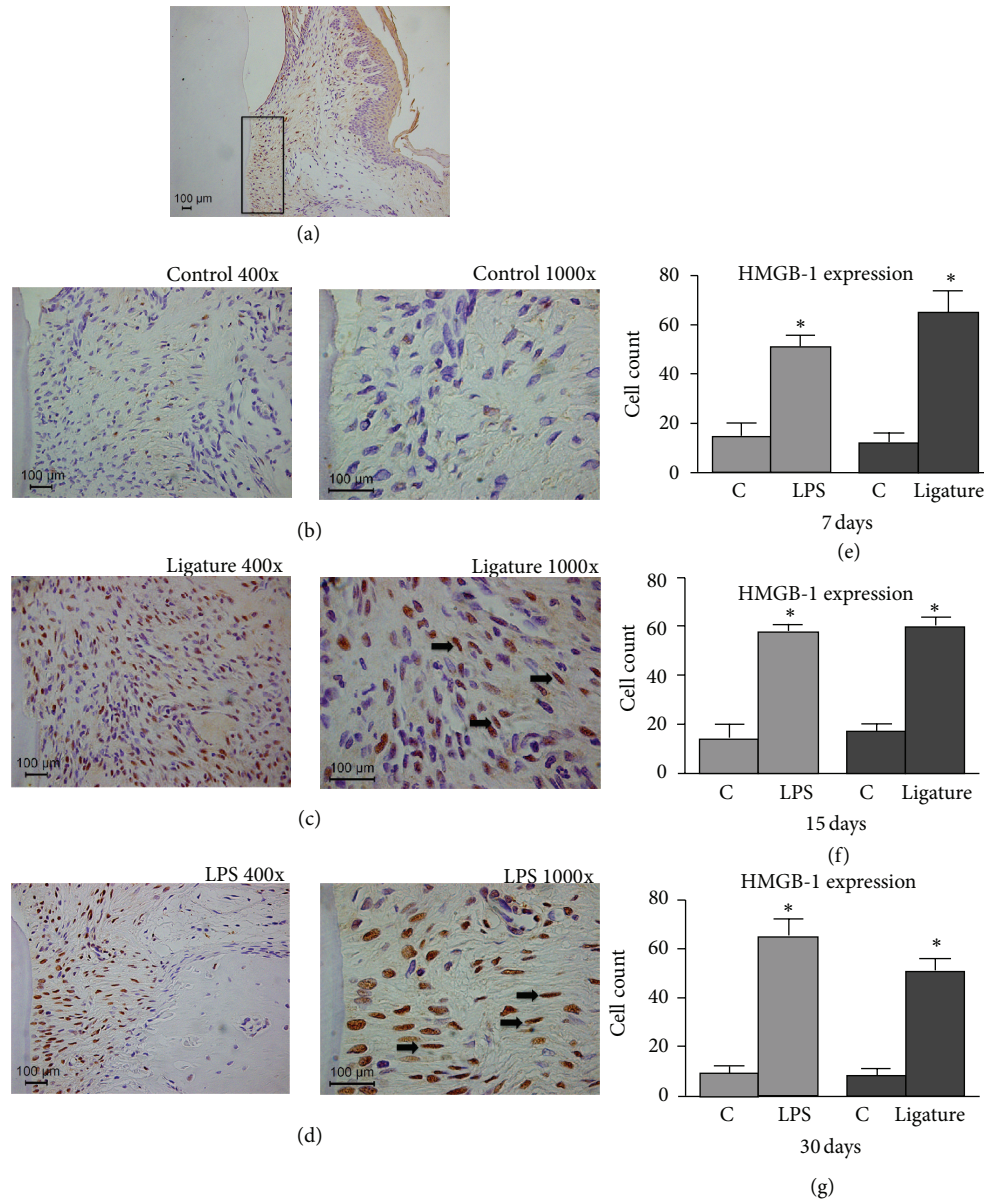 100 μm
(a)
Control 400x
Control 1000x
100 μm
100 μm
(b)
Ligature 400x
Ligature 1000x
100 μm
100 μm
(c)
LPS 400x
LPS 1000x
100 μm
100 μm
(d)
HMGB-1 expression
Cell count
80
60
40
20
0
*
*
C
LPS
C
Ligature
7 days
(e)
HMGB-1 expression
Cell count
80
60
40
20
0
*
*
C
LPS
C
Ligature
15 days
(f)
HMGB-1 expression
Cell count
80
60
40
20
0
*
*
C
LPS
C
Ligature
30 days
(g)